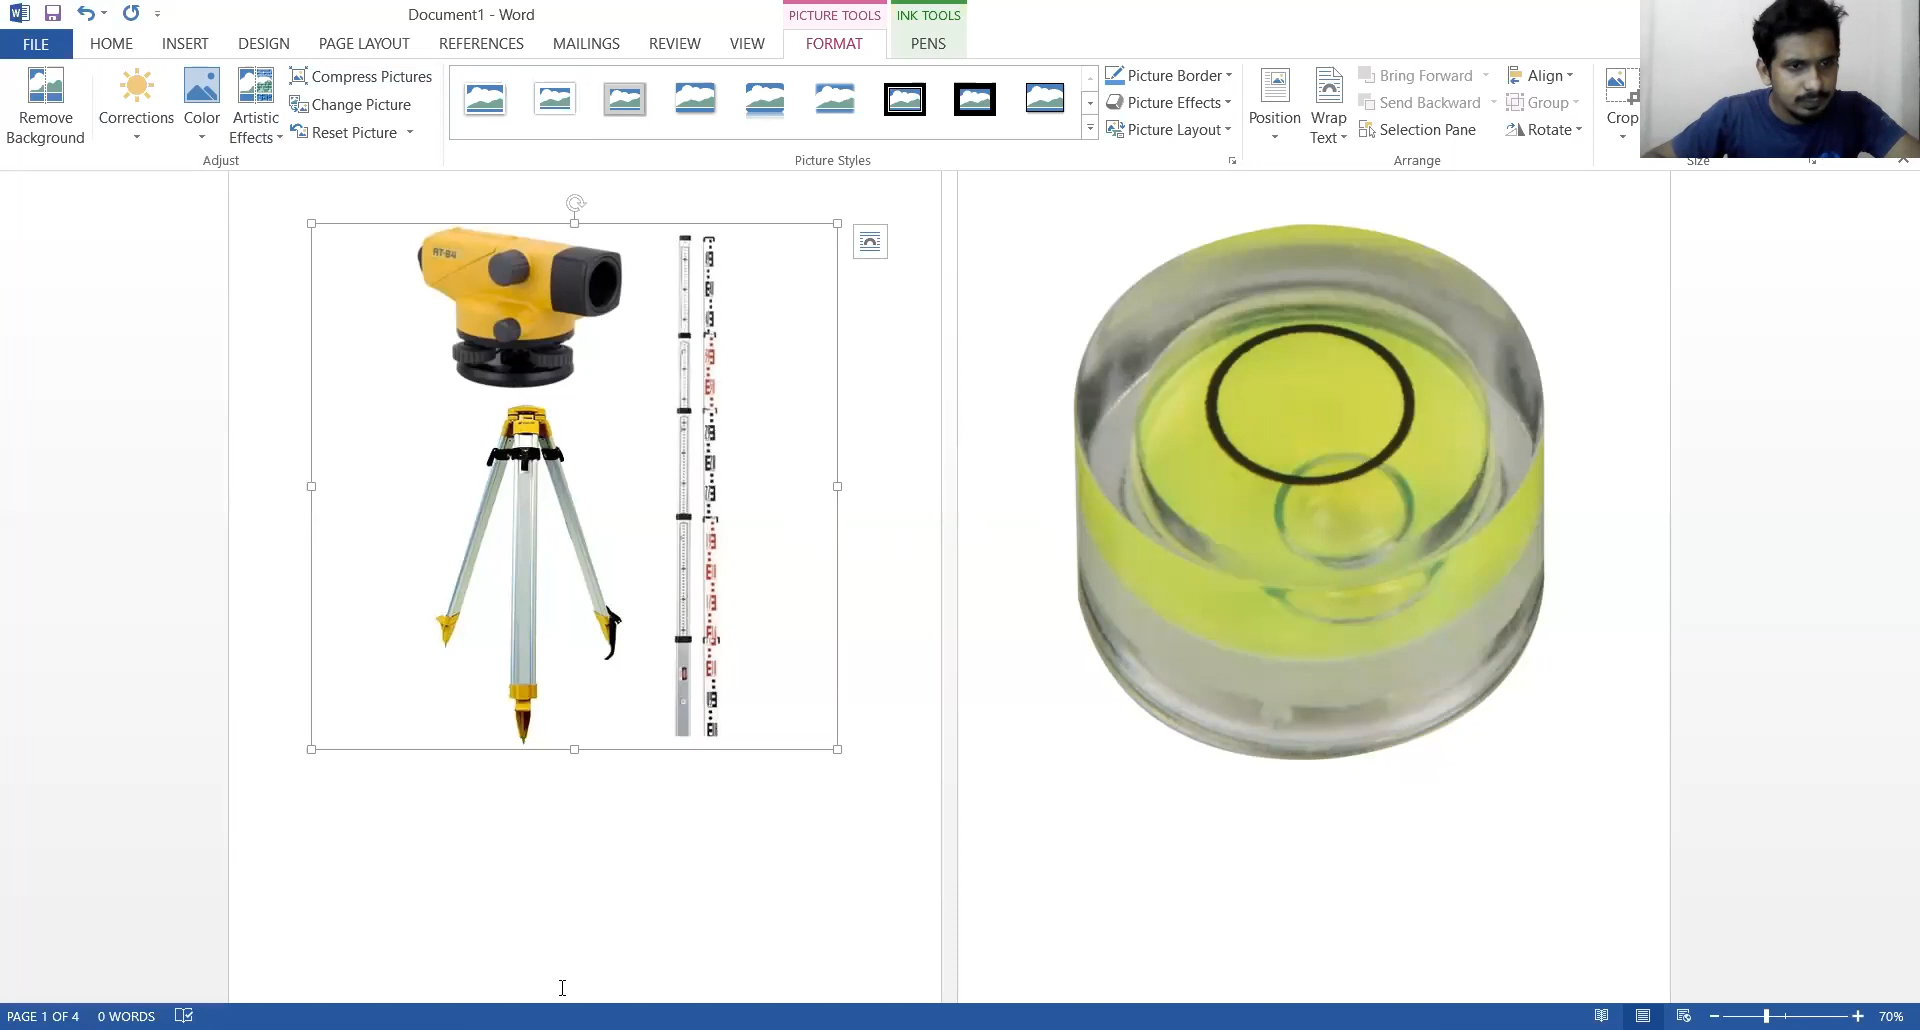 Document1 - Word
PICTURE TOOLS
INK TOOLS
FILE
HOME
INSERT
DESIGN
PAGE LAYOUT
REFERENCES
MAILINGS
REVIEW
VIEW
FORMAT
PENS
Remove Background
Corrections
Color
Artistic Effects
Compress Pictures
Change Picture
Reset Picture
Adjust
Picture Styles
Picture Border
Picture Effects
Picture Layout
Position
Wrap Text
Bring Forward
Send Backward
Selection Pane
Align
Group
Rotate
Arrange
Crop
Size
AT-B4
PAGE 1 OF 4
0 WORDS
70%